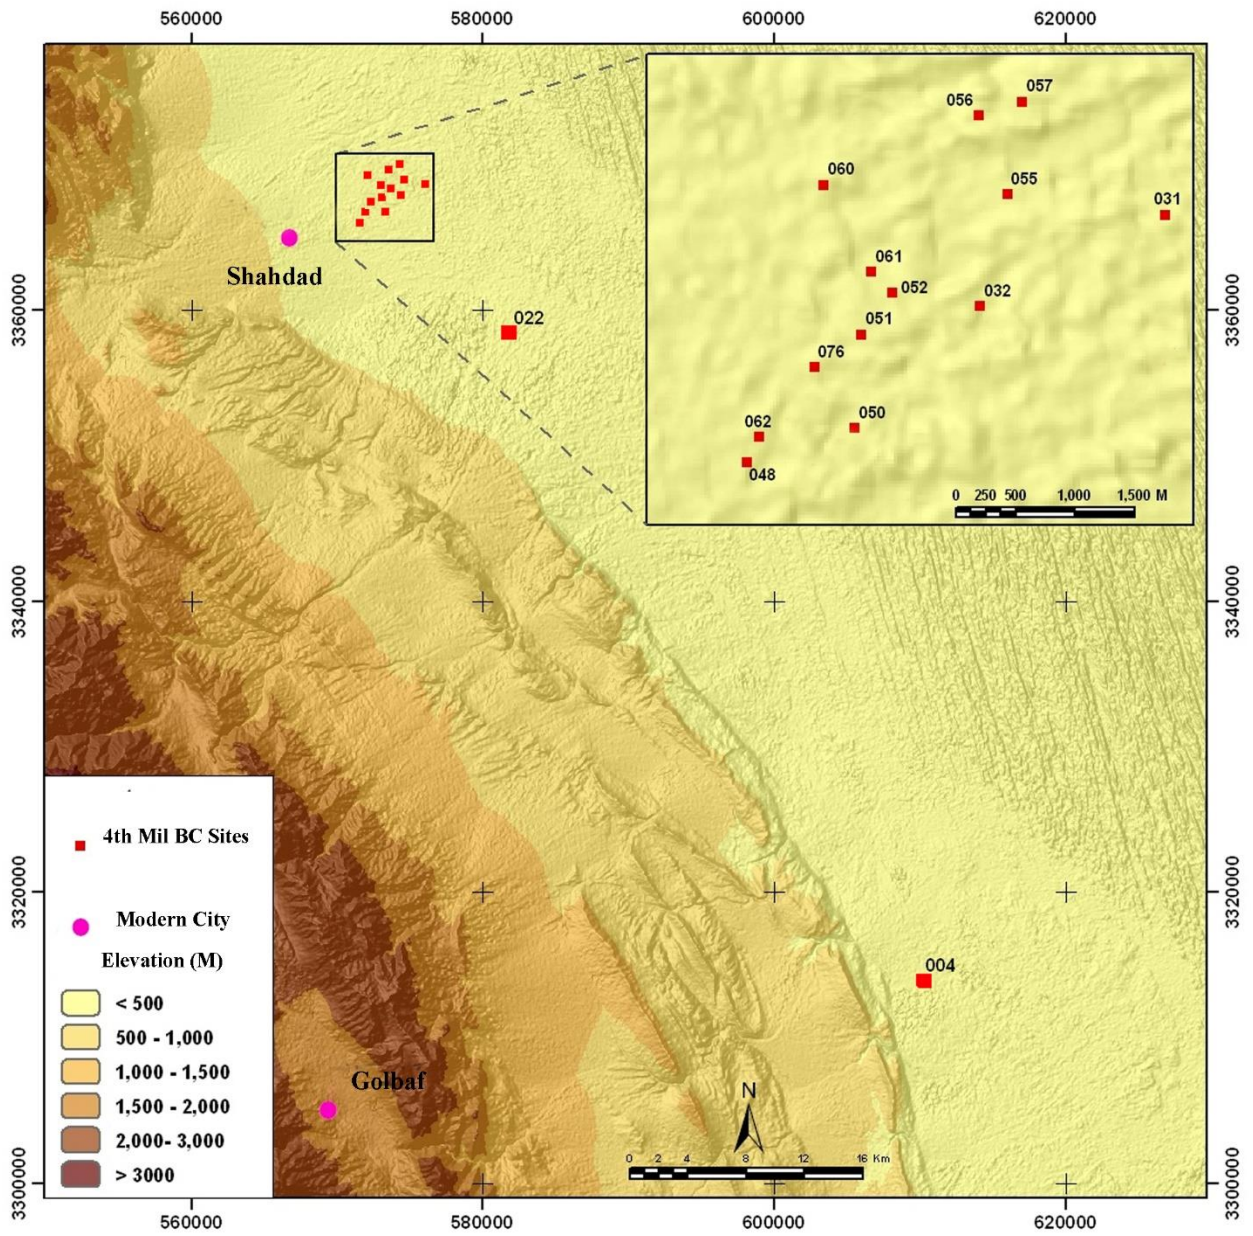 560000 580000 600000 620000
057
056
060
055
031
061
052
032
051
076
050
062
048
0 250 500 1,000 1,500 M
3360000
3360000
Shahdad
022
3340000
3340000
3320000
3320000
004
4th Mil BC Sites
Modern City
Elevation (M)
< 500
500 - 1,000
1,000 - 1,500
1,500 - 2,000
2,000- 3,000
> 3000
Golbaf
N
0 2 4 8 12 16 Km
3300000
3300000
560000 580000 600000 620000